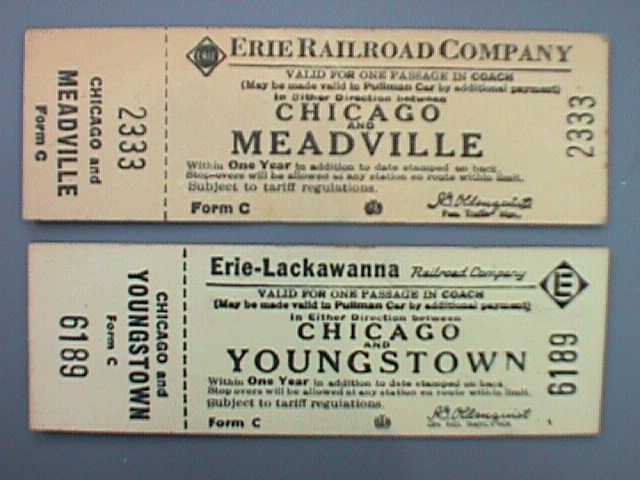 CHICAGO and
MEADVILLE
Form C
2333
ERIE
ERIE RAILROAD COMPANY
VALID FOR ONE PASSAGE IN COACH
(May be made valid in Pullman Car by additional payment)
In Either Direction between
CHICAGO
AND
MEADVILLE
Within One Year in addition to date stamped on back.
Stop-overs will be allowed at any station en route within limit.
Subject to tariff regulations.
Form C
2333
CHICAGO and
YOUNGSTOWN
Form C
6189
Erie-Lackawanna Railroad Company
E
VALID FOR ONE PASSAGE IN COACH
(May be made valid in Pullman Car by additional payment)
In Either Direction between
CHICAGO
AND
YOUNGSTOWN
Within One Year in addition to date stamped on back.
Stop overs will be allowed at any station en route within limit.
Subject to tariff regulations.
Form C
6189